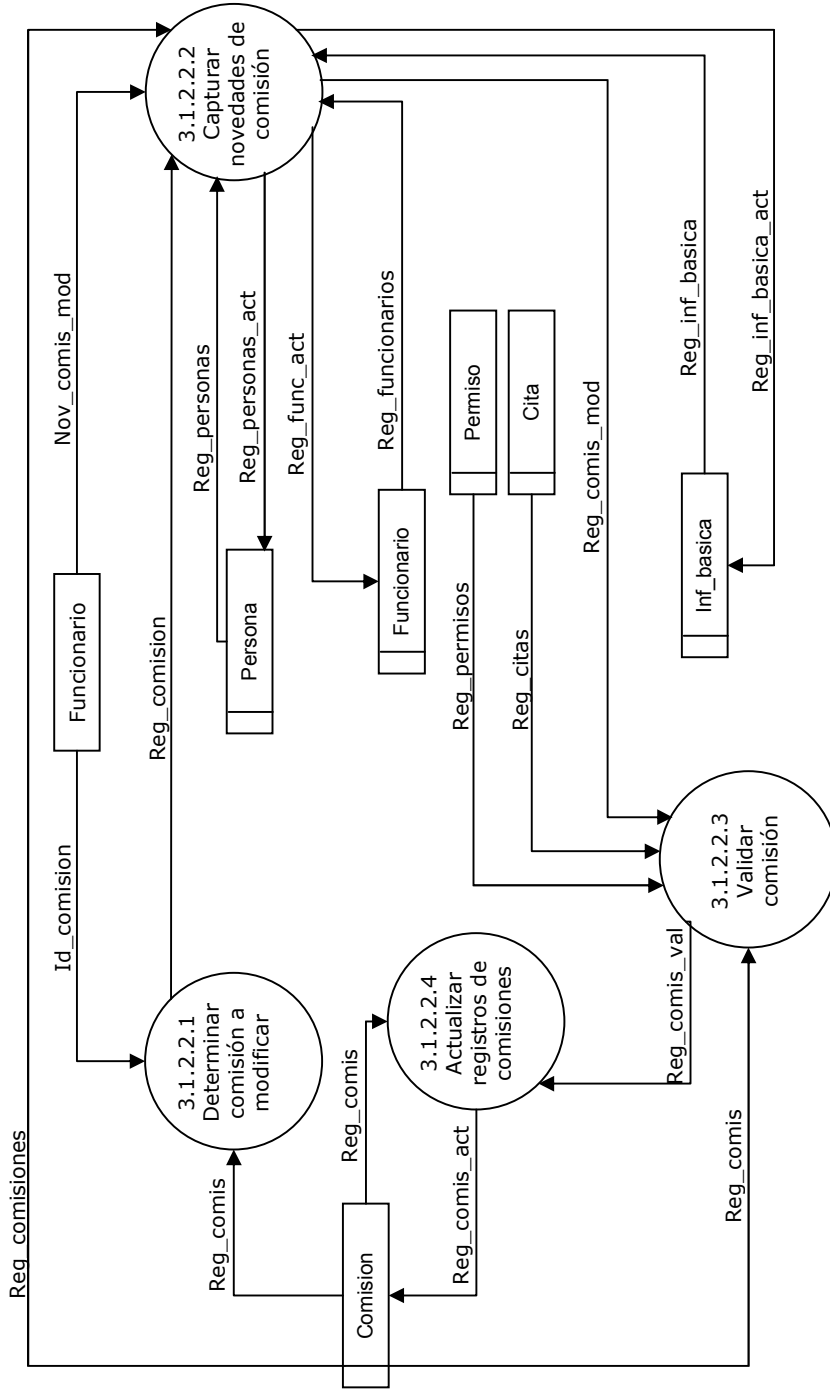 Reg_comisiones
Id_comision
Funcionario
Nov_comis_mod
Reg_comision
3.1.2.2.1
Determinar
comisión a
modificar
3.1.2.2.2
Capturar
novedades de
comisión
Reg_comis
Persona
Reg_personas
Reg_personas_act
Reg_func_act
Comision
Reg_comis
Funcionario
Reg_funcionarios
3.1.2.2.4
Actualizar
registros de
comisiones
Reg_comis_act
Reg_permisos
Permiso
Reg_citas
Cita
Reg_comis_mod
Reg_comis_val
Reg_comis
3.1.2.2.3
Validar
comisión
Inf_basica
Reg_inf_basica
Reg_inf_basica_act